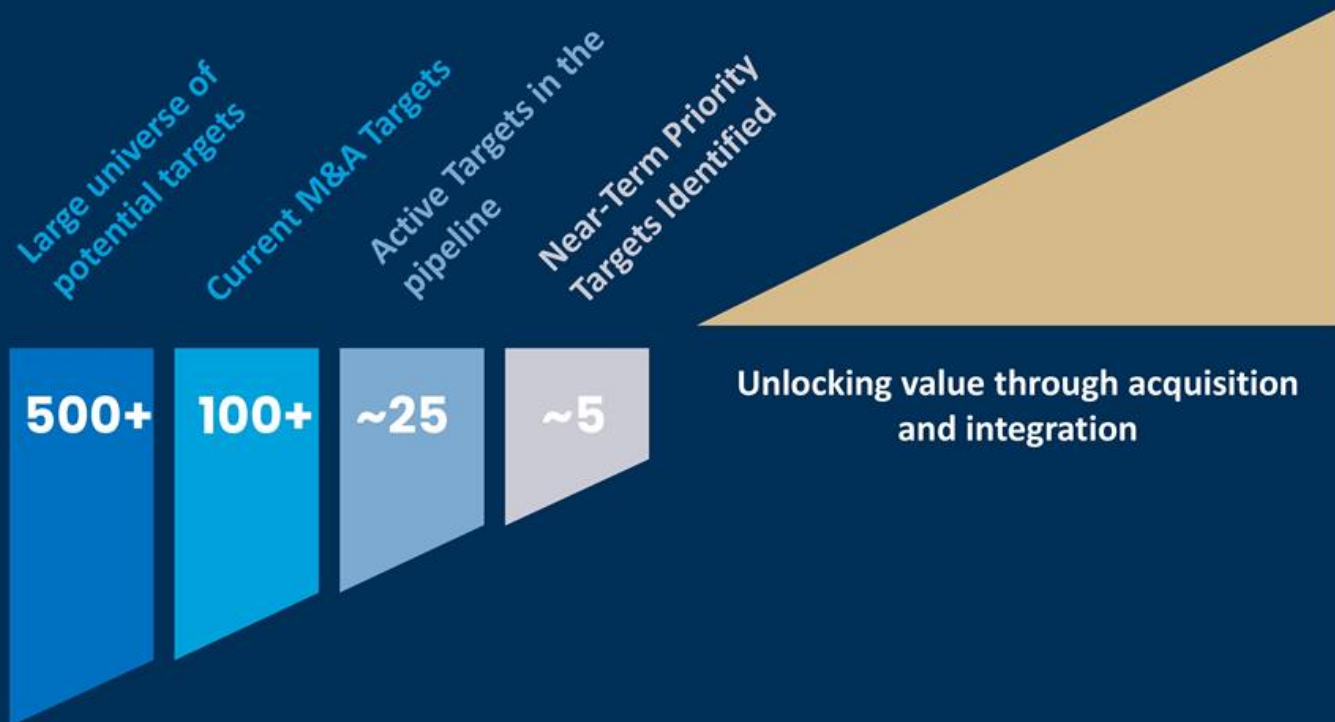 Large universe of
potential targets
Current M&A Targets
Active Targets in the
pipeline
Near-Term Priority
Targets Identified
500+
100+
~25
~5
Unlocking value through acquisition
and integration